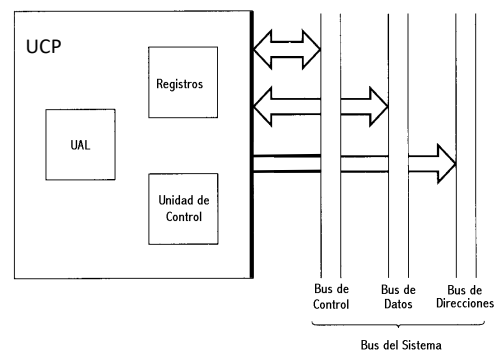 UCP
Registros
UAL
Unidad de
Control
Bus de
Control
Bus de
Datos
Bus de
Direcciones
Bus del Sistema